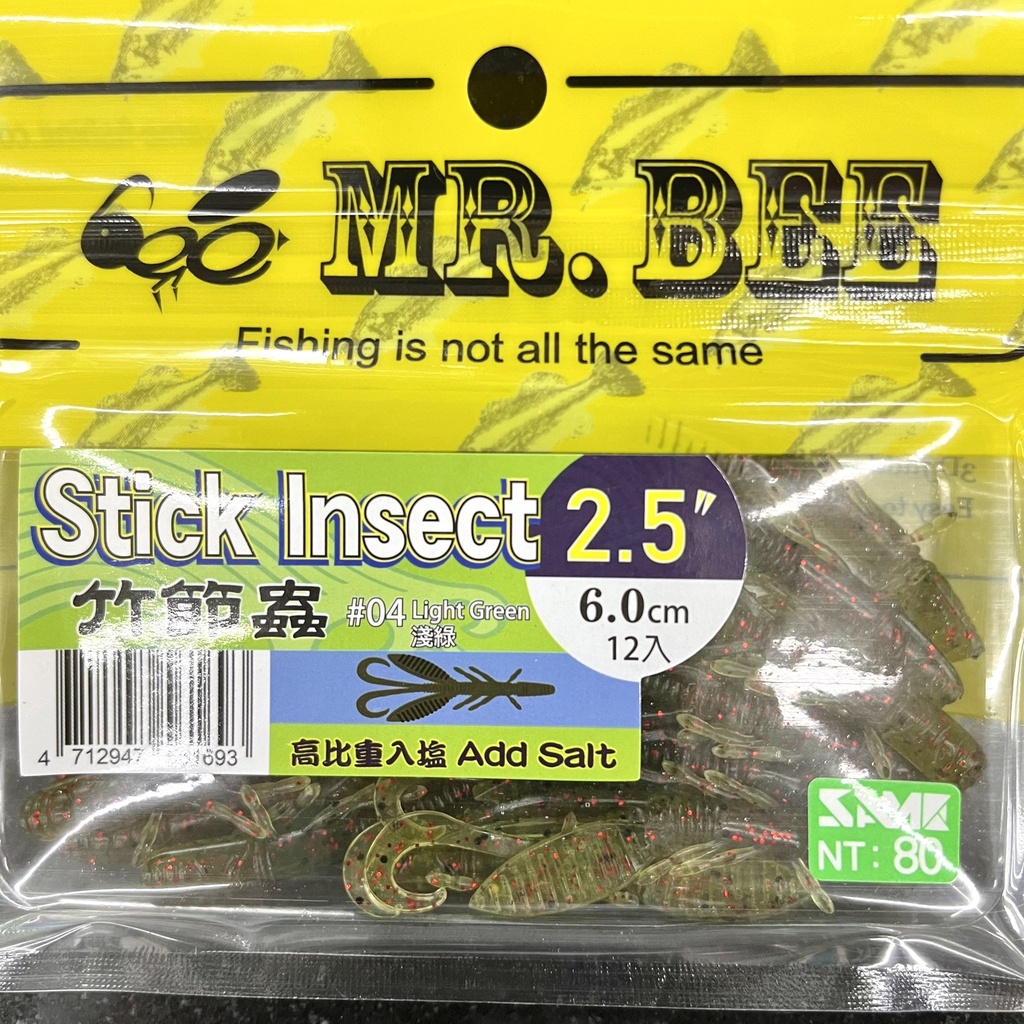 MR. BEE
Fishing is not all the same
Stick Insect
2.5"
竹節蟲
#04 Light Green
淺綠
6.0cm
12入
高比重入塩 Add Salt
NT: 80